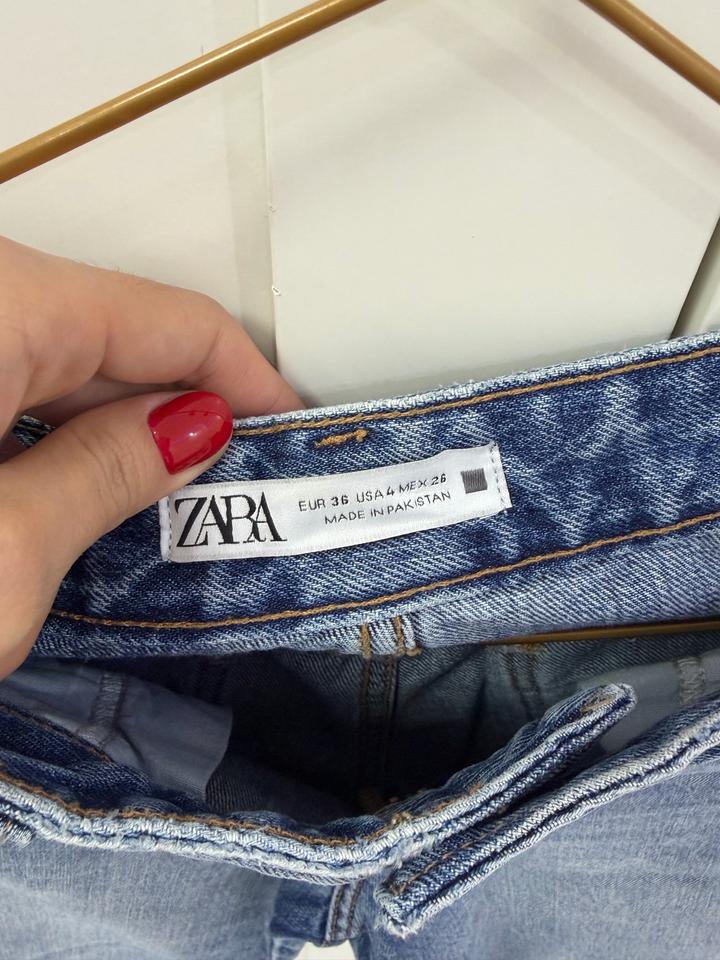 ZARA
EUR 36 USA 4 MEX 26
MADE IN PAKISTAN